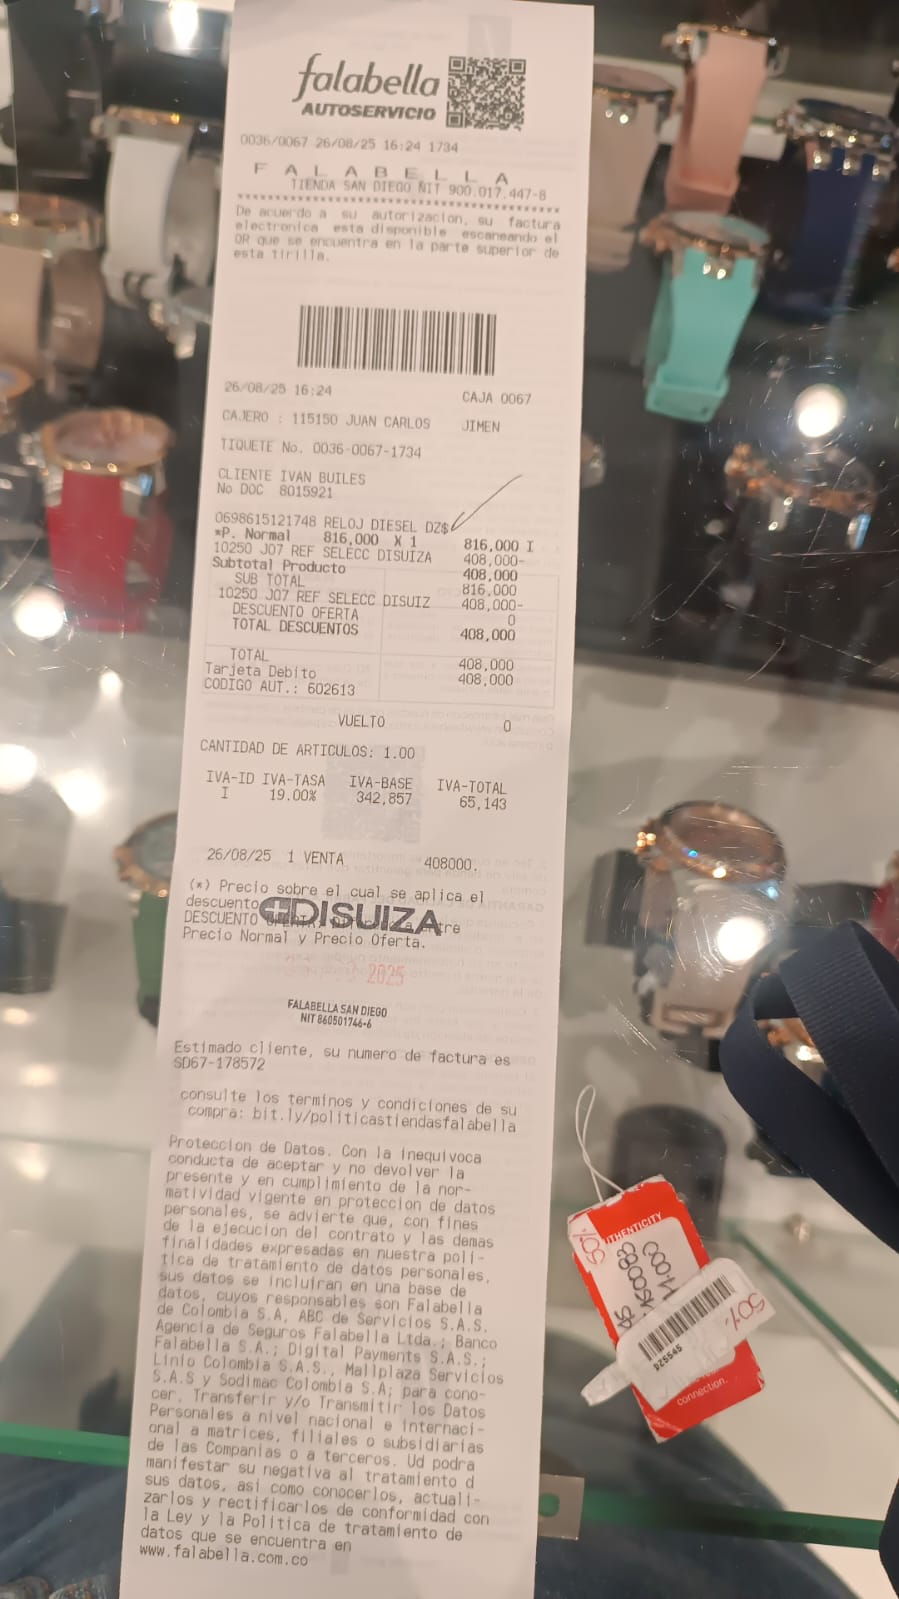 falabella
AUTOSERVICIO
0036/0067 26/08/25 16:24 1734
F A L A B E L L A
TIENDA SAN DIEGO NIT 900.017.447-8
De acuerdo a su autorizacion, su factura
electronica esta disponible escaneando el
QR que se encuentra en la parte superior de
esta tirilla.
26/08/25 16:24 CAJA 0067
CAJERO : 115150 JUAN CARLOS JIMEN
TIQUETE No. 0036-0067-1734
CLIENTE IVAN BUILES
No DOC 8015921
0698615121748 RELOJ DIESEL DZ$
*P. Normal 816,000 X 1 816,000 I
10250 J07 REF SELECC DISUIZA 408,000-
Subtotal Producto 408,000
SUB TOTAL 816,000
10250 J07 REF SELECC DISUIZ 408,000-
DESCUENTO OFERTA 0
TOTAL DESCUENTOS 408,000
TOTAL 408,000
Tarjeta Debito 408,000
CODIGO AUT.: 602613
VUELTO 0
CANTIDAD DE ARTICULOS: 1.00
IVA-ID IVA-TASA IVA-BASE IVA-TOTAL
I 19.00% 342,857 65,143
26/08/25 1 VENTA 408000.
(*) Precio sobre el cual se aplica el
descuento
DISUIZA
DESCUENTO entre
Precio Normal y Precio Oferta.
2025
FALABELLA SAN DIEGO
NIT 860501746-6
Estimado cliente, su numero de factura es
SD67-178572
consulte los terminos y condiciones de su
compra: bit.ly/politicastiendasfalabella
Proteccion de Datos. Con la inequivoca
conducta de aceptar y no devolver la
presente y en cumplimiento de la nor-
matividad vigente en proteccion de datos
personales, se advierte que, con fines
de la ejecucion del contrato y las demas
finalidades expresadas en nuestra poli-
tica de tratamiento de datos personales,
sus datos se incluiran en una base de
datos, cuyos responsables son Falabella
de Colombia S.A, ABC de Servicios S.A.S.
Agencia de Seguros Falabella Ltda.; Banco
Falabella S.A.; Digital Payments S.A.S.;
Linio Colombia S.A.S., Mallplaza Servicios
S.A.S y Sodimac Colombia S.A; para cono-
cer, Transferir y/o Transmitir los Datos
Personales a nivel nacional e internaci-
onal a matrices, filiales o subsidiarias
de las Companias o a terceros. Ud podra
manifestar su negativa al tratamiento d
sus datos, asi como conocerlos, actuali-
zarlos y rectificarlos de conformidad con
la Ley y la Politica de tratamiento de
datos que se encuentra en
www.falabella.com.co
THENTICITY
50%
50%
DZ5545
connection.